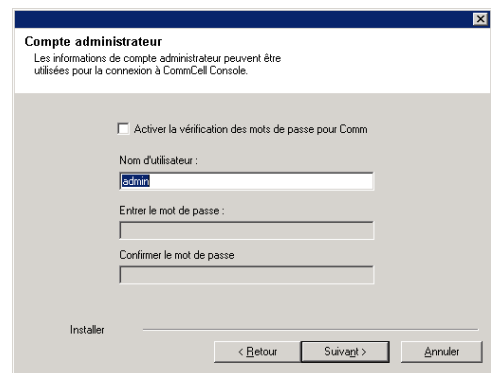 Compte administrateur
Les informations de compte administrateur peuvent être
utilisées pour la connexion à CommCell Console.
Activer la vérification des mots de passe pour Comm
Nom d'utilisateur :
admin
Entrer le mot de passe :
Confirmer le mot de passe
Installer
< Retour
Suivant >
Annuler